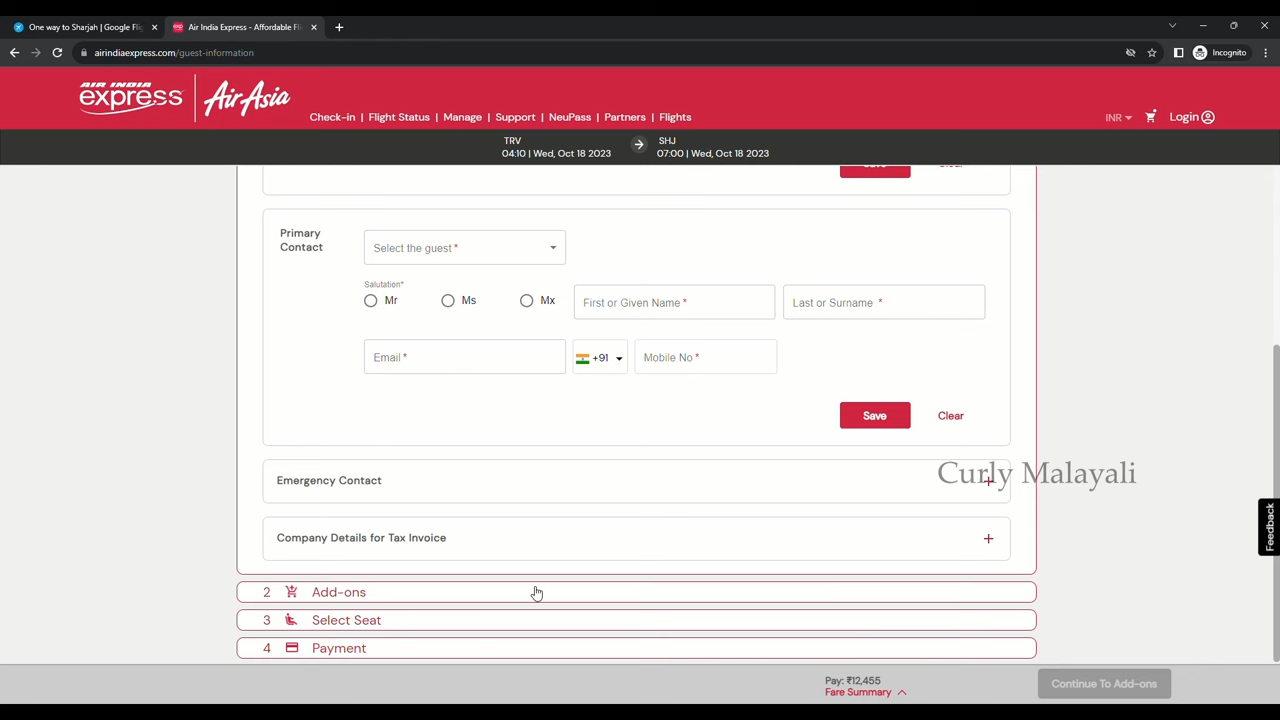 One way to Sharjah | Google Fli
Air India Express - Affordable Fli
airindiaexpress.com/guest-information
Incognito
AIR INDIA
express
AirAsia
Check-in | Flight Status | Manage | Support | NeuPass | Partners | Flights
INR
Login
TRV
04:10 | Wed, Oct 18 2023
SHJ
07:00 | Wed, Oct 18 2023
Primary
Contact
Select the guest*
Salutation*
Mr
Ms
Mx
First or Given Name*
Last or Surname *
Email*
+91
Mobile No*
Save
Clear
Emergency Contact
Curly Malayali
Company Details for Tax Invoice
Feedback
2 Add-ons
3 Select Seat
4 Payment
Pay: ₹12,455
Fare Summary
Continue To Add-ons